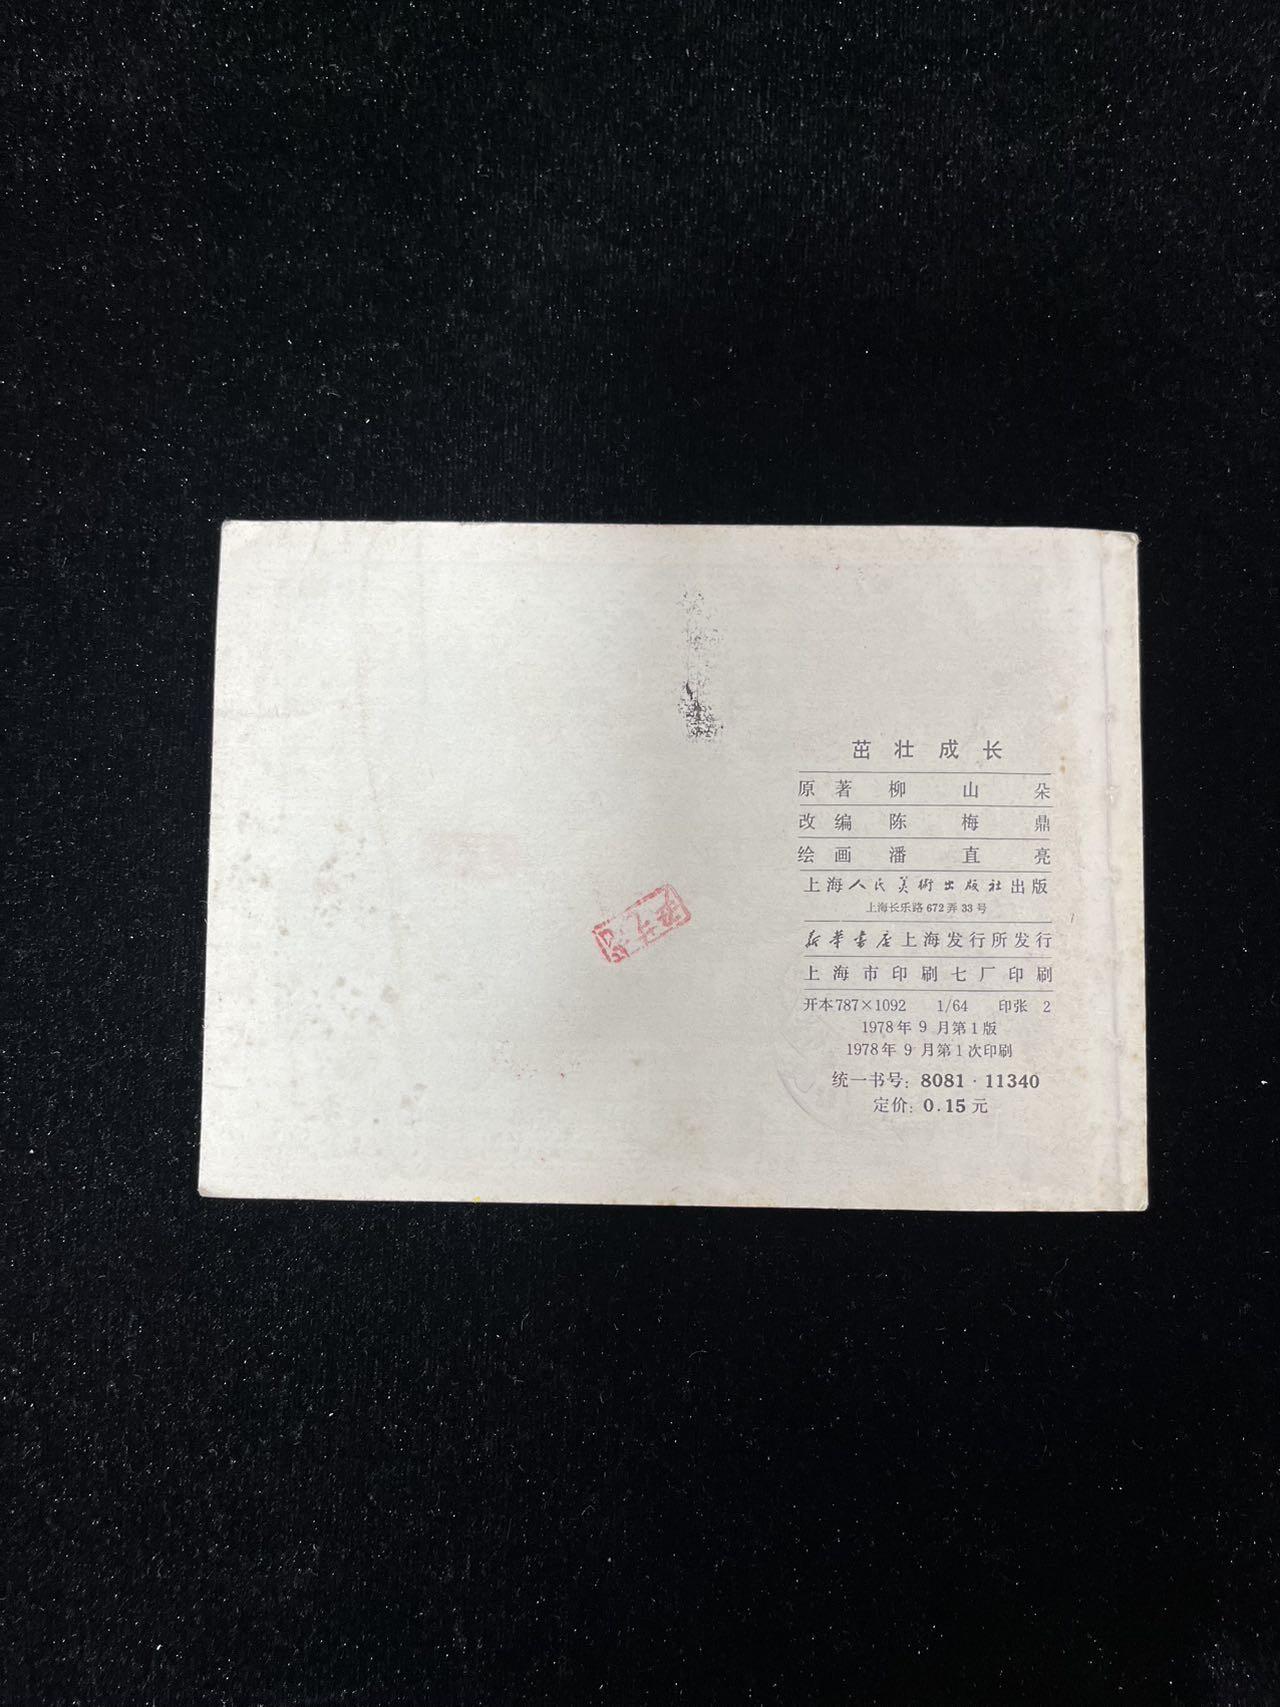 茁壮成长
原著 柳山朵
改编 陈梅鼎
绘画 潘直亮
上海人民美術出版社出版
上海长乐路672弄33号
新华书店上海发行所发行
上海市印刷七厂印刷
开本787×1092 1/64 印张 2
1978年9月第1版
1978年9月第1次印刷
统一书号：8081·11340
定价：0.15元